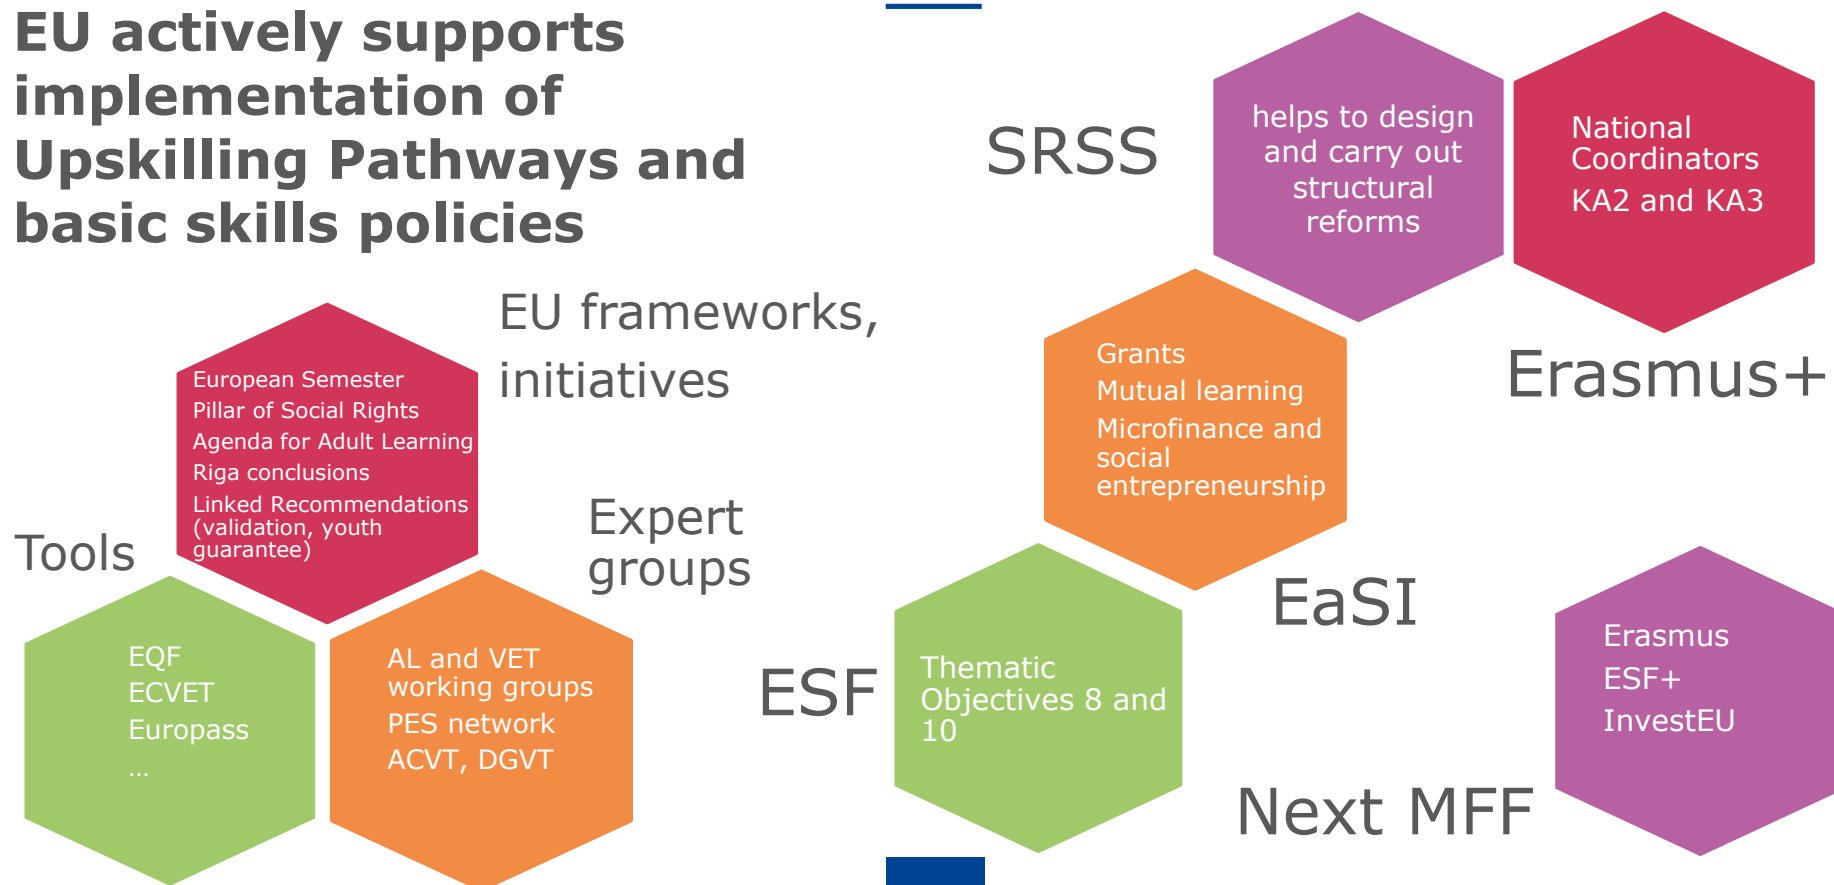 EU actively supports
implementation of
Upskilling Pathways and
basic skills policies
EU frameworks,
initiatives
European Semester
Pillar of Social Rights
Agenda for Adult Learning
Riga conclusions
Linked Recommendations
(validation, youth
guarantee)
Tools
EQF
ECVET
Europass
...
Expert
groups
AL and VET
working groups
PES network
ACVT, DGVT
SRSS
helps to design
and carry out
structural
reforms
National
Coordinators
KA2 and KA3
Erasmus+
Grants
Mutual learning
Microfinance and
social
entrepreneurship
EaSI
ESF
Thematic
Objectives 8 and
10
Next MFF
Erasmus
ESF+
InvestEU